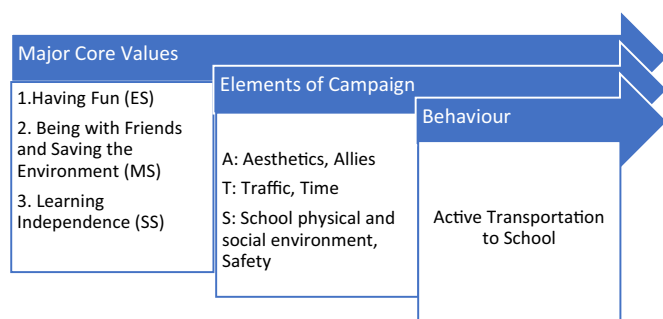 Major Core Values
1.Having Fun (ES)
2. Being with Friends
and Saving the
Environment (MS)
3. Learning
Independence (SS)
Elements of Campaign
A: Aesthetics, Allies
T: Traffic, Time
S: School physical and
social environment,
Safety
Behaviour
Active Transportation
to School